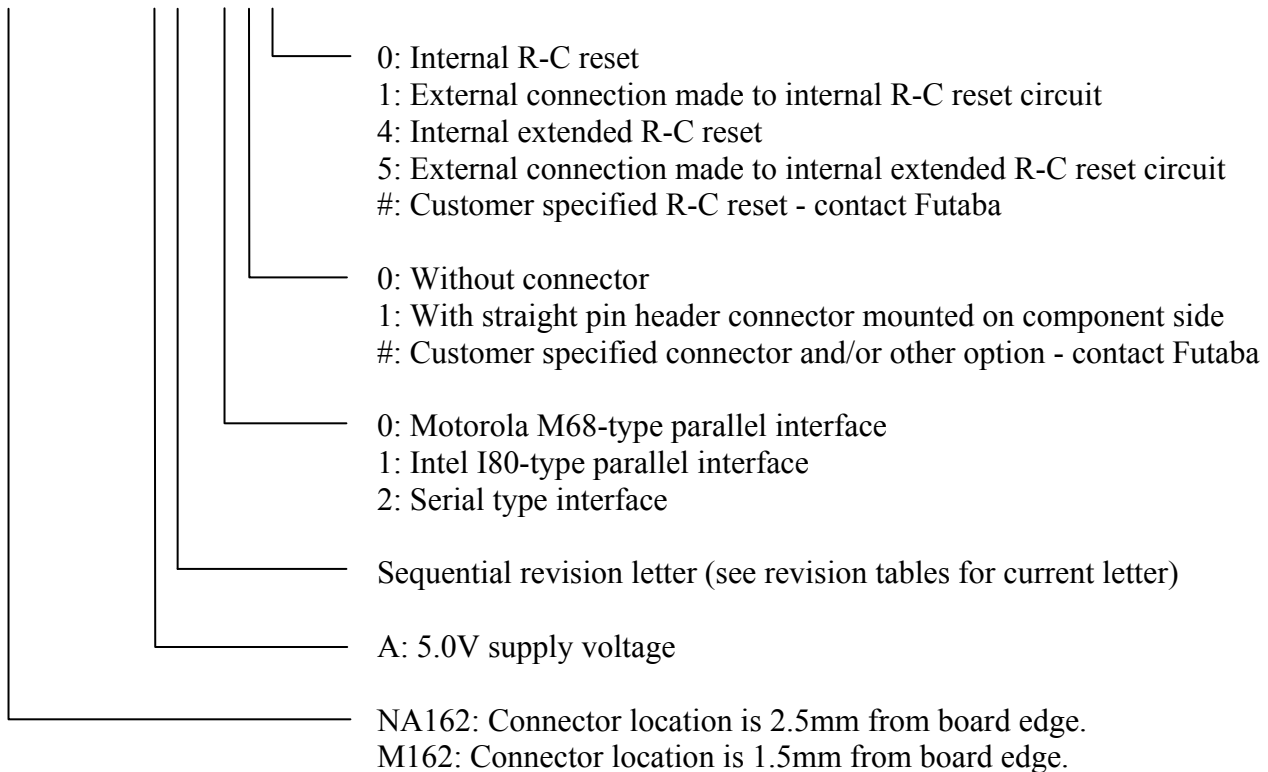 0: Internal R-C reset
1: External connection made to internal R-C reset circuit
4: Internal extended R-C reset
5: External connection made to internal extended R-C reset circuit
#: Customer specified R-C reset - contact Futaba
0: Without connector
1: With straight pin header connector mounted on component side
#: Customer specified connector and/or other option - contact Futaba
0: Motorola M68-type parallel interface
1: Intel I80-type parallel interface
2: Serial type interface
Sequential revision letter (see revision tables for current letter)
A: 5.0V supply voltage
NA162: Connector location is 2.5mm from board edge.
M162: Connector location is 1.5mm from board edge.